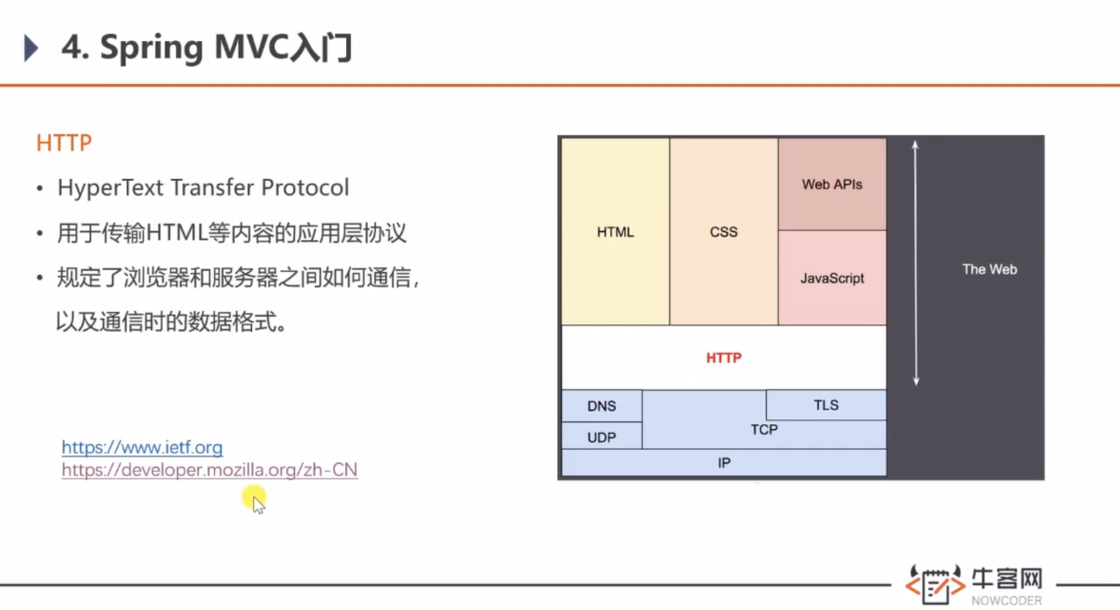 4. Spring MVC入门
HTTP
• HyperText Transfer Protocol
• 用于传输HTML等内容的应用层协议
• 规定了浏览器和服务器之间如何通信，
以及通信时的数据格式。
https://www.ietf.org
https://developer.mozilla.org/zh-CN
HTML
CSS
Web APIs
JavaScript
The Web
HTTP
DNS
TLS
UDP
TCP
IP
牛客网
NOWCODER